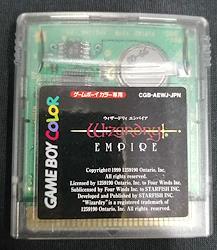 ゲームボーイカラー専用
CGB-AEWJ-JPN
GAME BOY COLOR
ウィザードリィ エンパイア
Wizardry
EMPIRE
Copyright© 1999 1259190 Ontario, Inc.
All rights reserved.
Licensed by 1259190 Ontario, Inc. to Four Winds Inc.
Sublicensed by Four Winds Inc. to STARFISH INC.
Developed and Published by STARFISH INC.
"Wizardry" is a registered trademark of
1259190 Ontario, Inc.